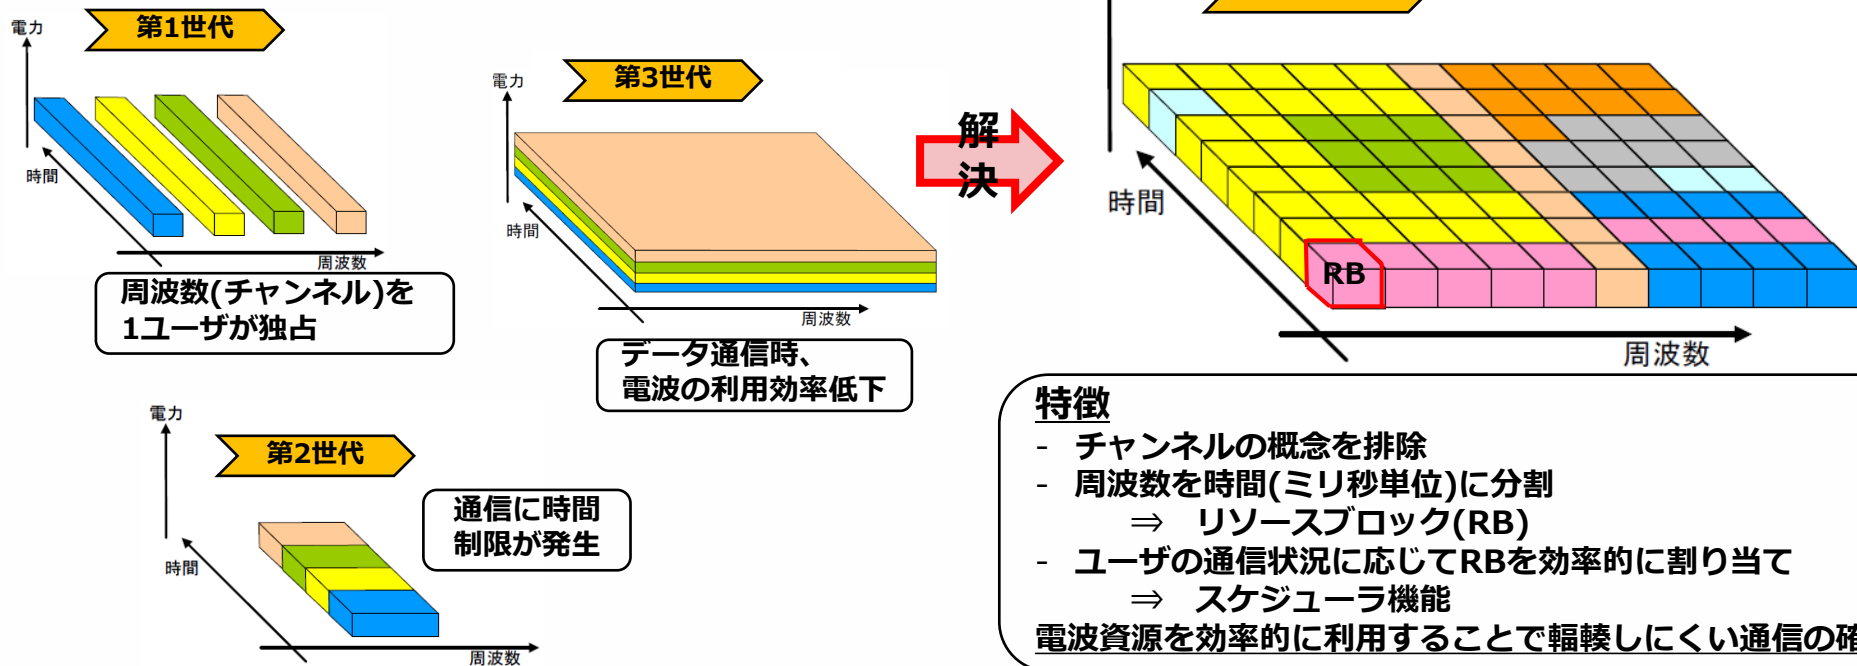 第1世代
電力
時間
周波数
周波数(チャンネル)を
1ユーザが独占
第2世代
電力
時間
周波数
通信に時間
制限が発生
第3世代
電力
時間
周波数
データ通信時、
電波の利用効率低下
解
決
時間
RB
周波数
特徴
- チャンネルの概念を排除
- 周波数を時間(ミリ秒単位)に分割
⇒ リソースブロック(RB)
- ユーザの通信状況に応じてRBを効率的に割り当て
⇒ スケジューラ機能
電波資源を効率的に利用することで輻輳しにくい通信の確